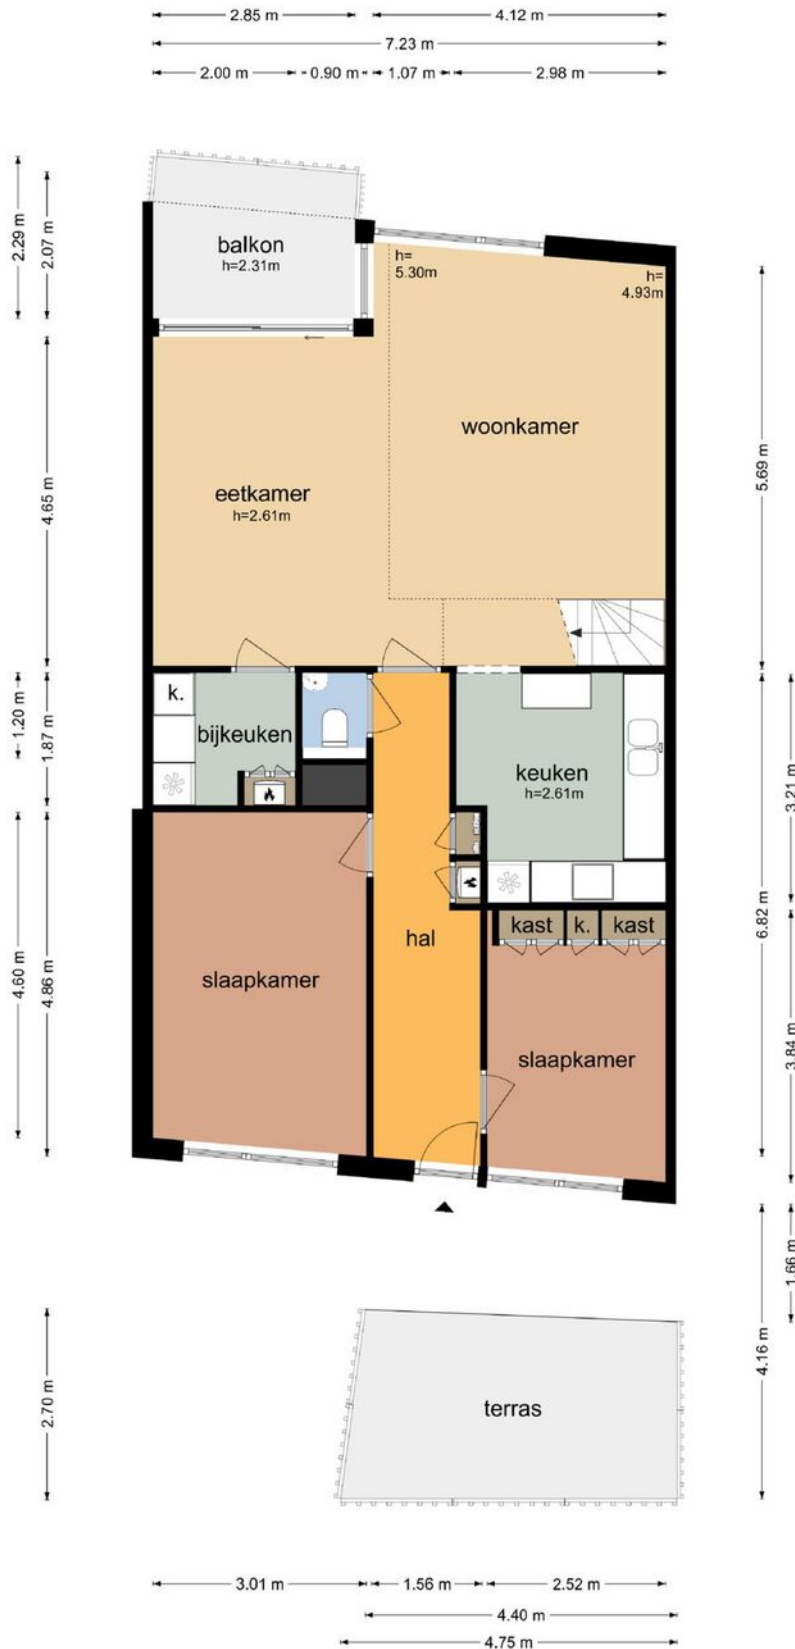 2.85 m
4.12 m
7.23 m
2.00 m
0.90 m
1.07 m
2.98 m
2.29 m
2.07 m
balkon
h=2.31m
h=
5.30m
h=
4.93m
woonkamer
5.69 m
4.65 m
eetkamer
h=2.61m
k.
bijkeuken
1.20 m
1.87 m
keuken
h=2.61m
3.21 m
6.82 m
kast
k.
kast
hal
slaapkamer
4.60 m
4.86 m
slaapkamer
3.84 m
1.66 m
4.16 m
2.70 m
terras
3.01 m
1.56 m
2.52 m
4.40 m
4.75 m